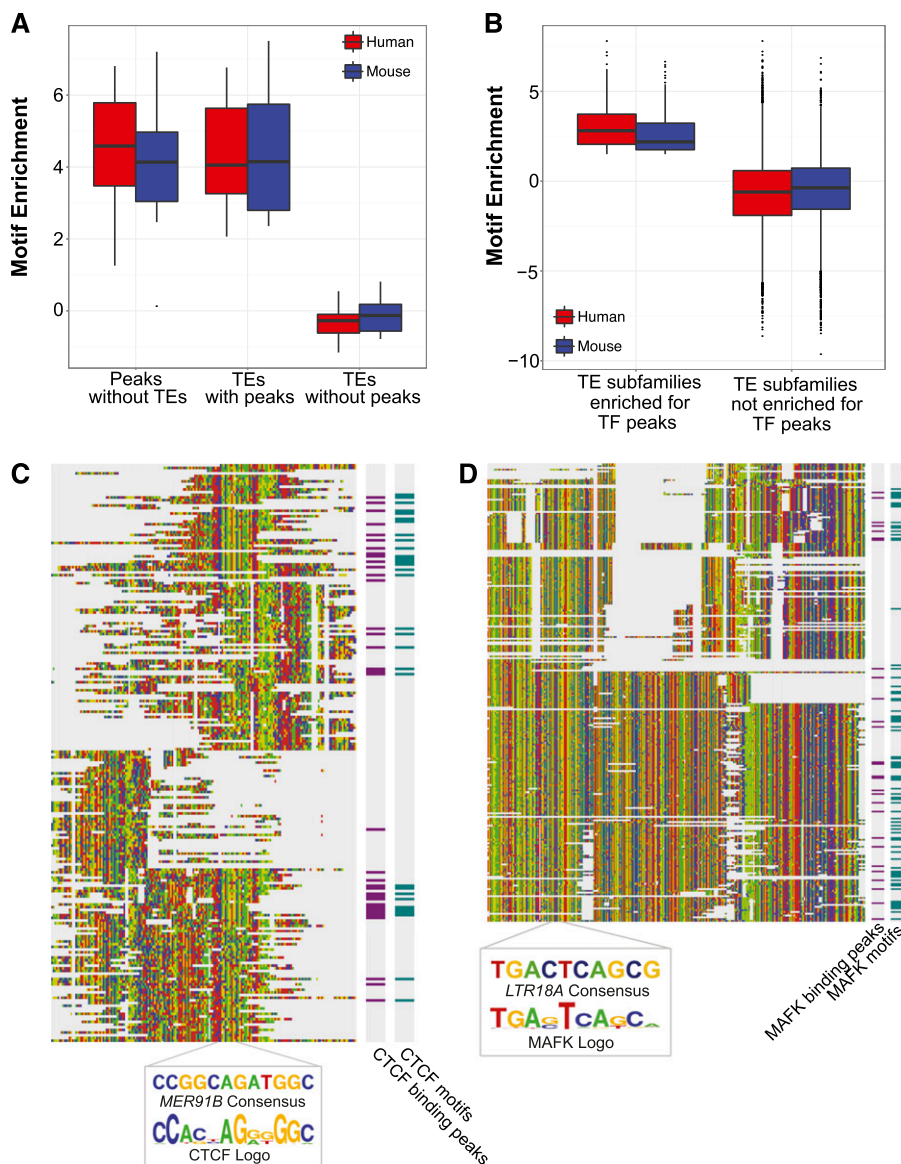 A
Motif Enrichment
6
4
2
0
Human
Mouse
Peaks without TEs
TEs with peaks
TEs without peaks
B
Motif Enrichment
5
0
−5
−10
Human
Mouse
TE subfamilies
enriched for
TF peaks
TE subfamilies
not enriched for
TF peaks
C
CCGGCAGATGGC
MER91B Consensus
CTCF Logo
CTCF motifs
CTCF binding peaks
D
TGACTCAGCG
LTR18A Consensus
MAFK Logo
MAFK binding peaks
MAFK motifs